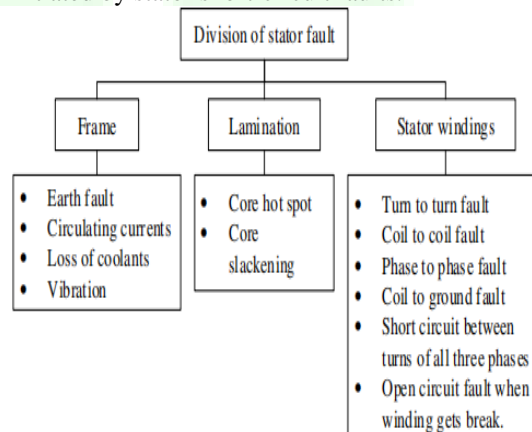 Division of stator fault
Frame
Lamination
Stator windings
• Earth fault
• Circulating currents
• Loss of coolants
• Vibration
• Core hot spot
• Core
slackening
• Turn to turn fault
• Coil to coil fault
• Phase to phase fault
• Coil to ground fault
• Short circuit between
turns of all three phases
• Open circuit fault when
winding gets break.